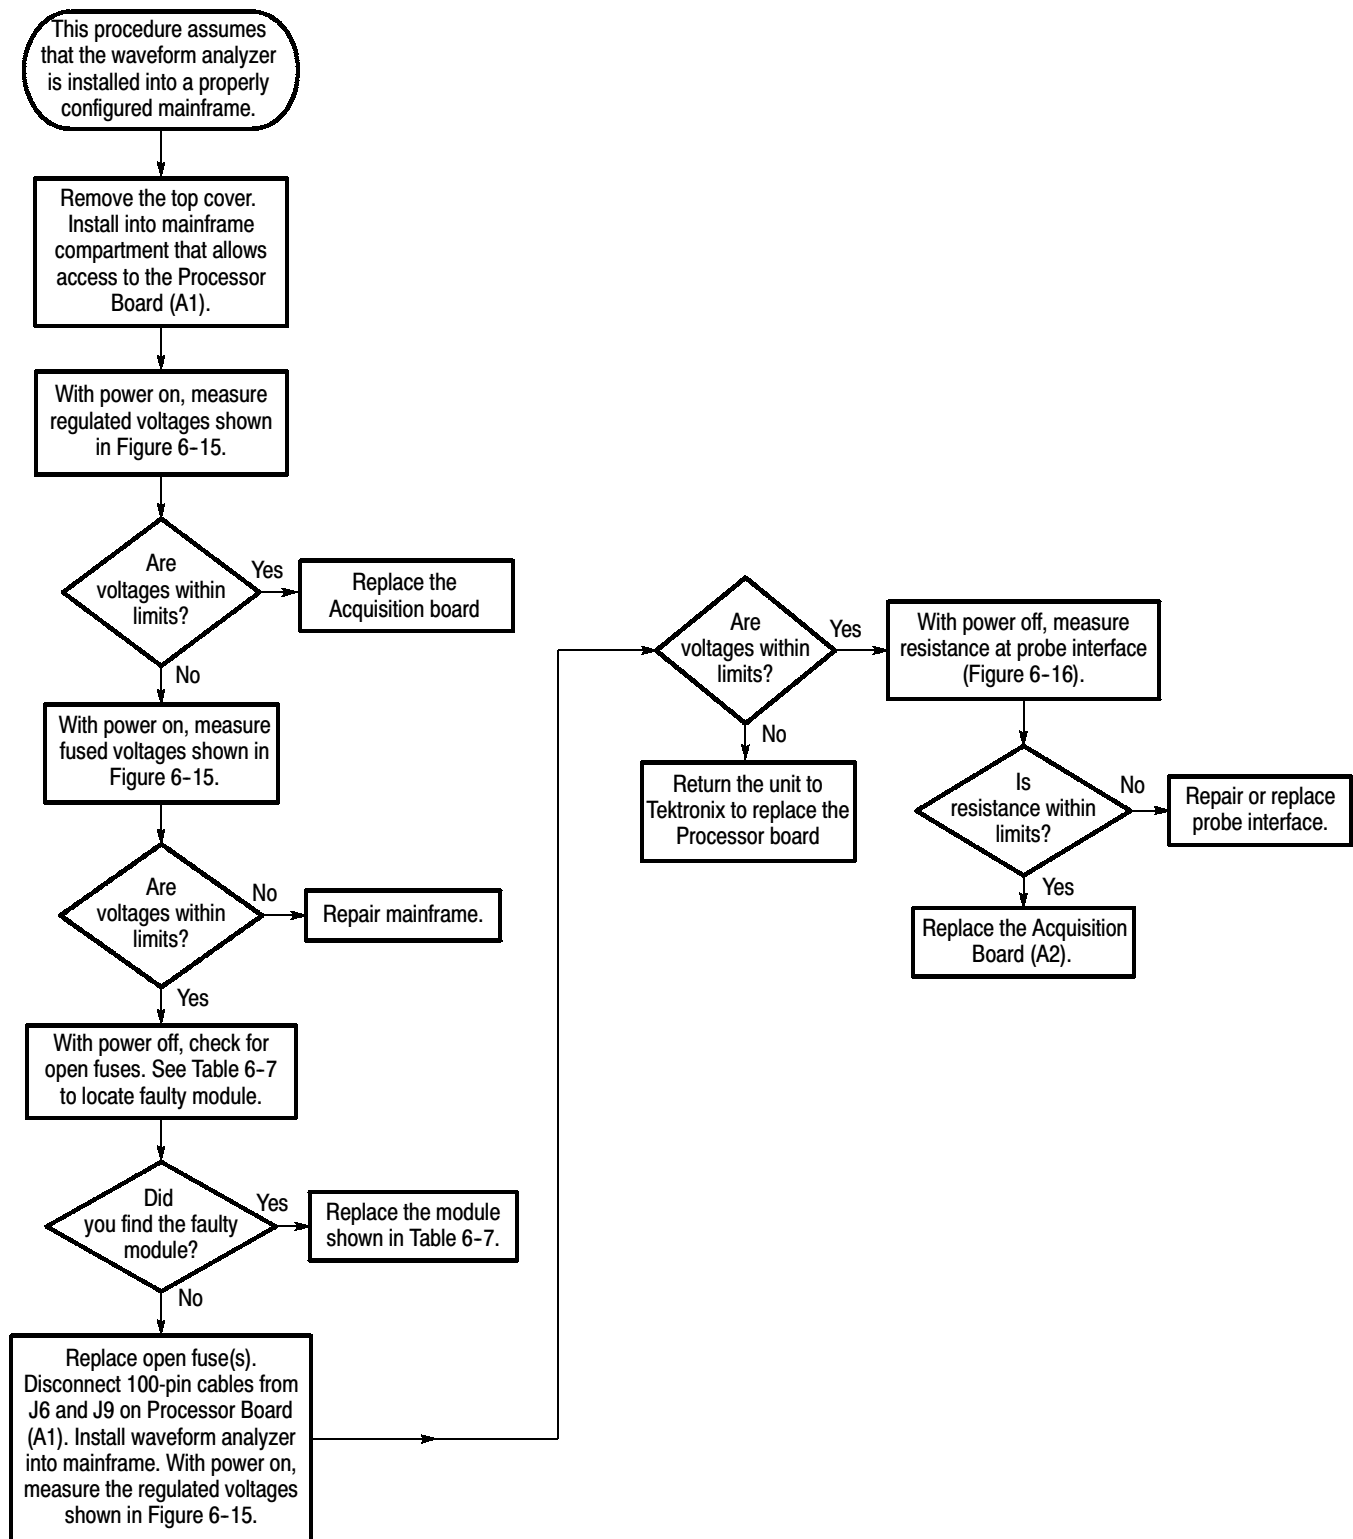 This procedure assumes
that the waveform analyzer
is installed into a properly
configured mainframe.
Remove the top cover.
Install into mainframe
compartment that allows
access to the Processor
Board (A1).
With power on, measure
regulated voltages shown
in Figure 6-15.
Are
voltages within
limits?
Yes
Replace the
Acquisition board
No
With power on, measure
fused voltages shown in
Figure 6-15.
Are
voltages within
limits?
No
Repair mainframe.
Yes
With power off, check for
open fuses. See Table 6-7
to locate faulty module.
Did
you find the faulty
module?
Yes
Replace the module
shown in Table 6-7.
No
Replace open fuse(s).
Disconnect 100-pin cables from
J6 and J9 on Processor Board
(A1). Install waveform analyzer
into mainframe. With power on,
measure the regulated voltages
shown in Figure 6-15.
Are
voltages within
limits?
Yes
With power off, measure
resistance at probe interface
(Figure 6-16).
No
Return the unit to
Tektronix to replace the
Processor board
Is
resistance within
limits?
No
Repair or replace
probe interface.
Yes
Replace the Acquisition
Board (A2).